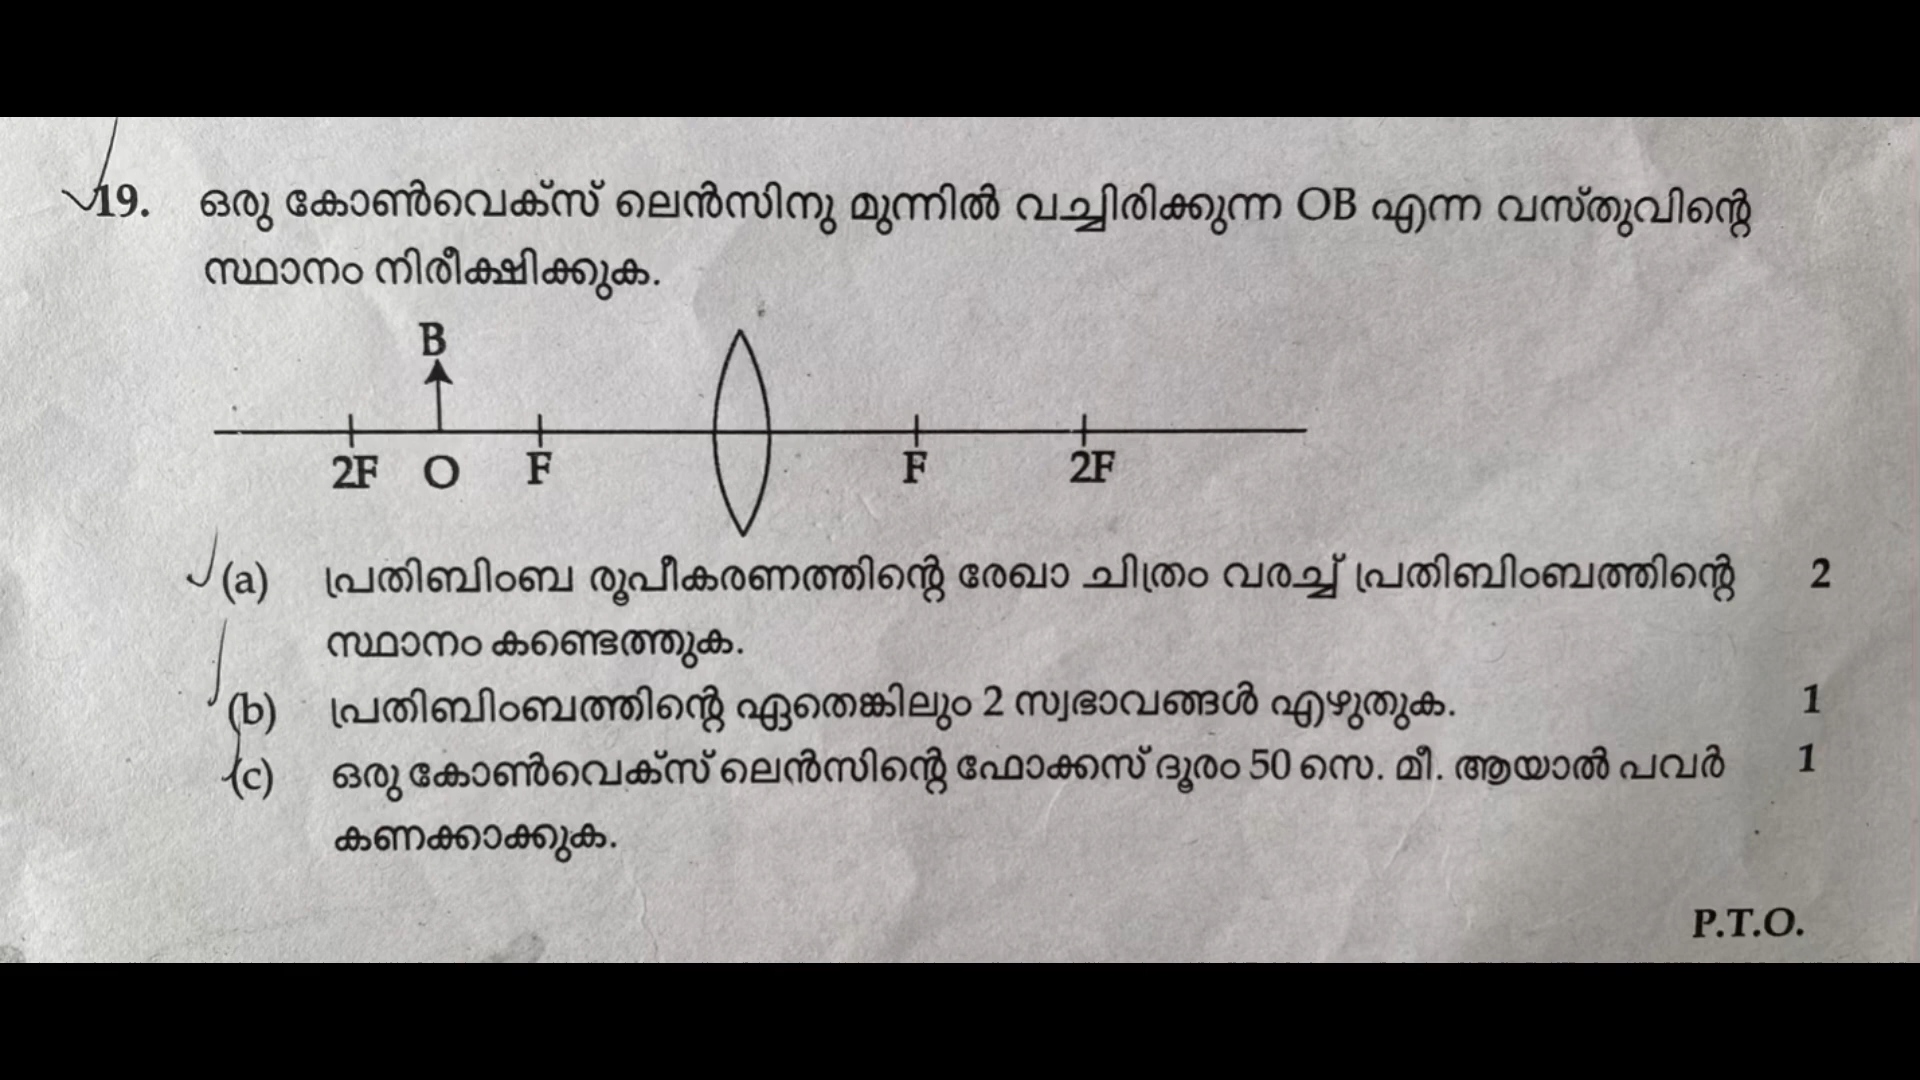 19. ഒരു കോൺവെക്സ് ലെൻസിനു മുന്നിൽ വച്ചിരിക്കുന്ന OB എന്ന വസ്തുവിന്റെ
സ്ഥാനം നിരീക്ഷിക്കുക.
B
2F O F F 2F
(a) പ്രതിബിംബ രൂപീകരണത്തിന്റെ രേഖാ ചിത്രം വരച്ച് പ്രതിബിംബത്തിന്റെ 2
സ്ഥാനം കണ്ടെത്തുക.
(b) പ്രതിബിംബത്തിന്റെ ഏതെങ്കിലും 2 സ്വഭാവങ്ങൾ എഴുതുക. 1
(c) ഒരു കോൺവെക്സ് ലെൻസിന്റെ ഫോക്കസ് ദൂരം 50 സെ. മീ. ആയാൽ പവർ 1
കണക്കാക്കുക.
P.T.O.